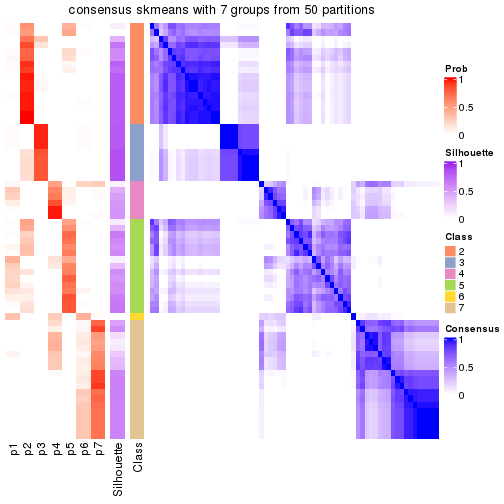 consensus skmeans with 7 groups from 50 partitions
Prob
1
0.5
0
Silhouette
1
0.5
0
Class
2
3
4
5
6
7
Consensus
1
0.5
0
p1
p2
p3
p4
p5
p6
p7
Silhouette
Class